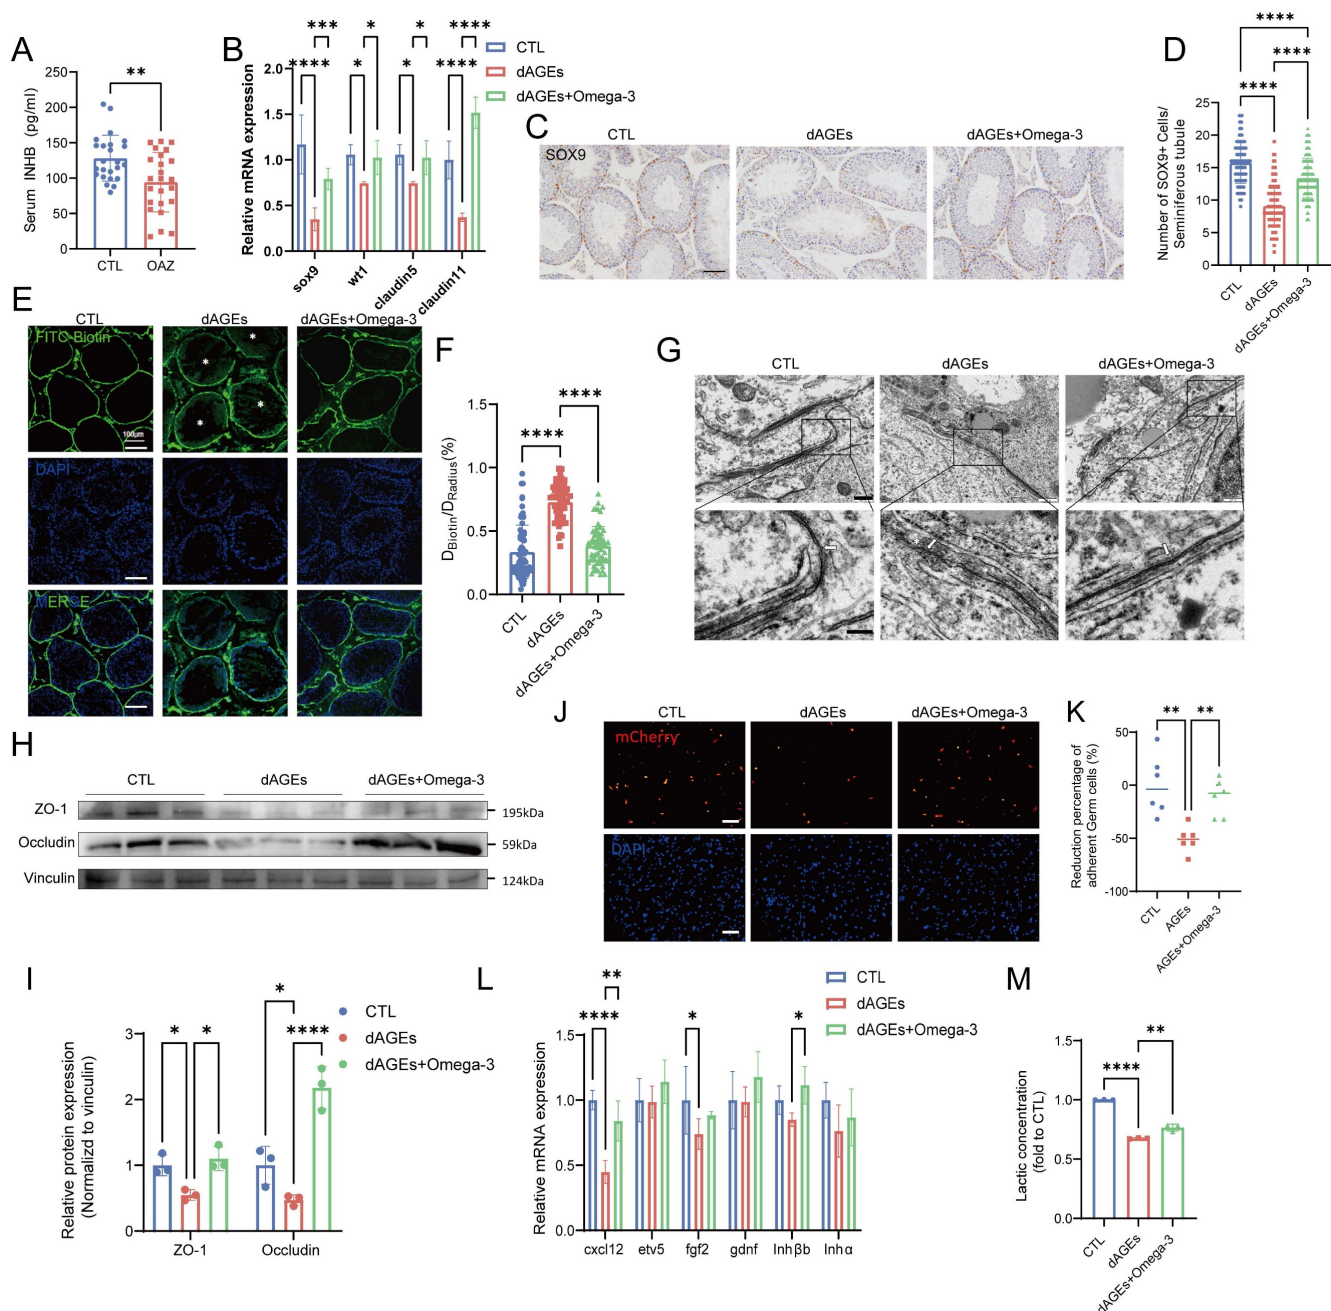 A
**
Serum INHB (pg/ml)
250
200
150
100
50
0
CTL
OAZ
B
*** * * ****
**** * * ****
Relative mRNA expression
2.0
1.5
1.0
0.5
0.0
sox9
wt1
claudin5
claudin11
CTL
dAGEs
dAGEs+Omega-3
C
CTL dAGEs dAGEs+Omega-3
SOX9
D
****
****
****
Number of SOX9+ Cells/
Seminiferous tubule
25
20
15
10
5
0
CTL
dAGEs
dAGEs+Omega-3
E
CTL dAGEs dAGEs+Omega-3
FITC-Biotin
*
*
*
*
100μm
DAPI
MERGE
F
****
****
D_Biotin/D_Radius(%)
1.5
1.0
0.5
0.0
CTL
dAGEs
dAGEs+Omega-3
G
CTL dAGEs dAGEs+Omega-3
*
*
H
CTL dAGEs dAGEs+Omega-3
ZO-1 195kDa
Occludin 59kDa
Vinculin 124kDa
I
*
* * ****
Relative protein expression
(Normalizd to vinculin)
3
2
1
0
ZO-1 Occludin
CTL
dAGEs
dAGEs+Omega-3
J
CTL dAGEs dAGEs+Omega-3
mCherry
DAPI
K
** **
Reduction percentage of
adherent Germ cells (%)
50
0
-50
-100
CTL
AGEs
AGEs+Omega-3
L
**
**** * *
Relative mRNA expression
1.5
1.0
0.5
0.0
cxcl12 etv5 fgf2 gdnf Inhβb Inhα
CTL
dAGEs
dAGEs+Omega-3
M
**
****
Lactic concentration
(fold to CTL)
1.5
1.0
0.5
0.0
CTL
dAGEs
dAGEs+Omega-3